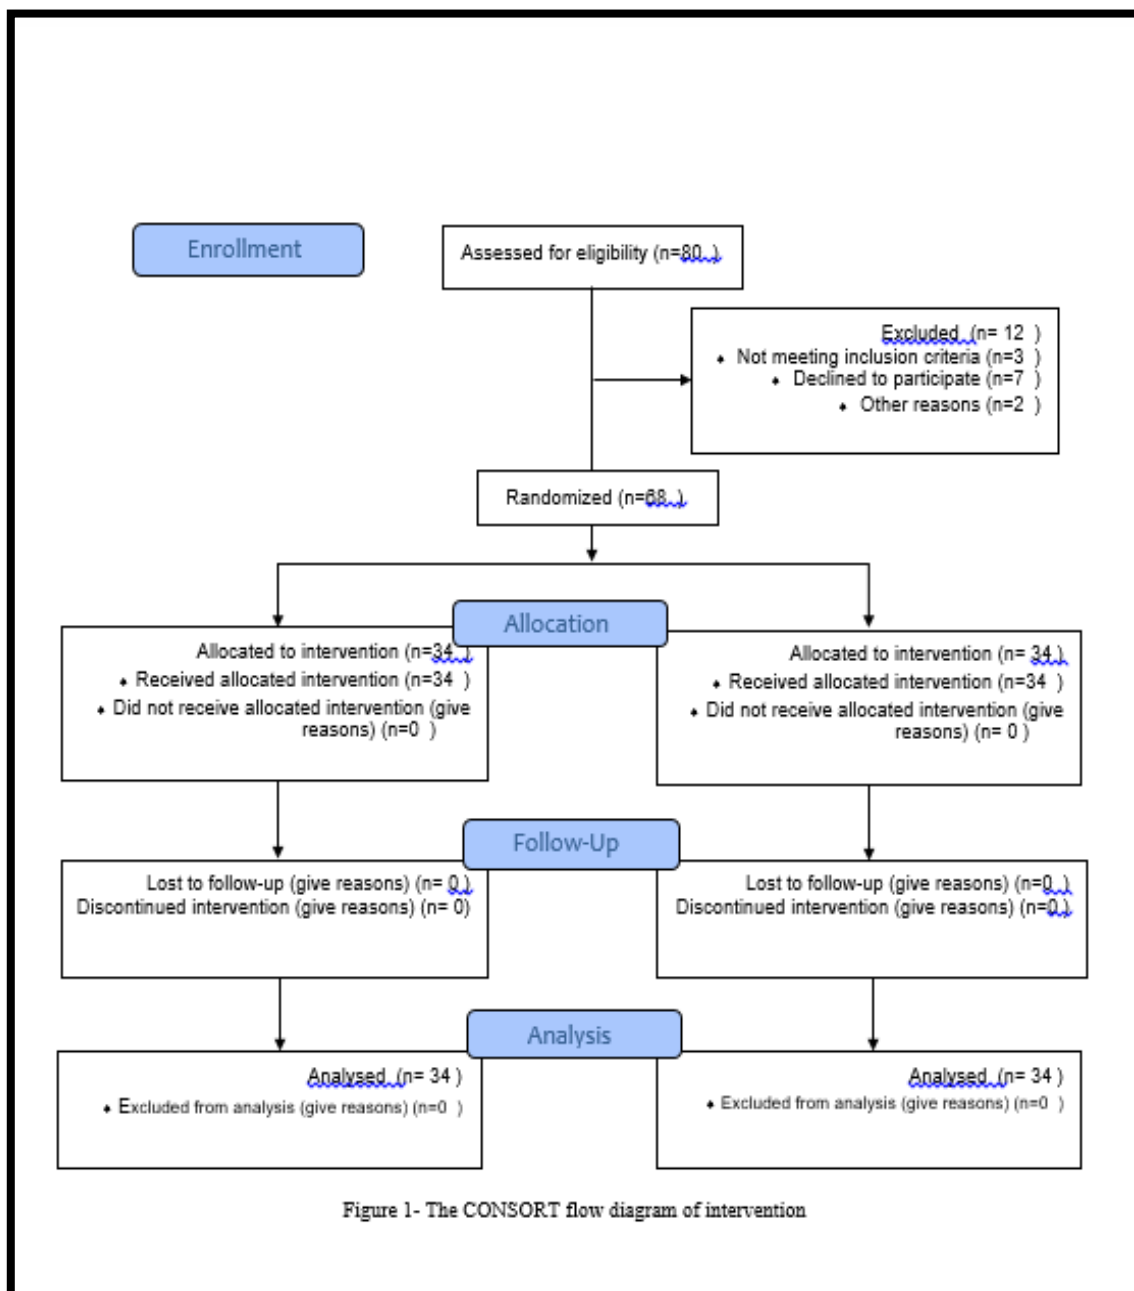 Enrollment
Assessed for eligibility (n=80 )
Excluded (n= 12 )
♦ Not meeting inclusion criteria (n=3 )
♦ Declined to participate (n=7 )
♦ Other reasons (n=2 )
Randomized (n=68 )
Allocation
Allocated to intervention (n=34 )
♦ Received allocated intervention (n=34 )
♦ Did not receive allocated intervention (give
reasons) (n=0 )
Allocated to intervention (n= 34 )
♦ Received allocated intervention (n=34 )
♦ Did not receive allocated intervention (give
reasons) (n= 0 )
Follow-Up
Lost to follow-up (give reasons) (n= 0 )
Discontinued intervention (give reasons) (n= 0)
Lost to follow-up (give reasons) (n=0 )
Discontinued intervention (give reasons) (n=0 )
Analysis
Analysed (n= 34 )
♦ Excluded from analysis (give reasons) (n=0 )
Analysed (n= 34 )
♦ Excluded from analysis (give reasons) (n=0 )
Figure 1- The CONSORT flow diagram of intervention